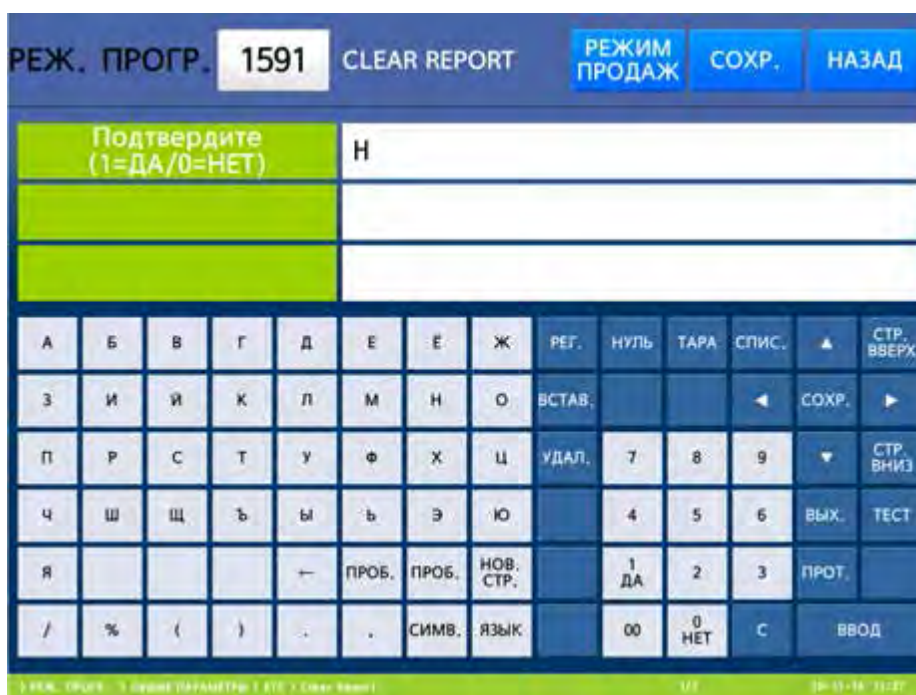 РЕЖ. ПРОГР. 1591 CLEAR REPORT РЕЖИМ ПРОДАЖ СОХР. НАЗАД
Подтвердите
(1=ДА/0=НЕТ)
Н
А Б В Г Д Е Ё Ж РЕГ. НУЛЬ ТАРА СПИС. ▲ СТР. ВВЕРХ
З И Й К Л М Н О ВСТАВ. ◀ СОХР. ▶
П Р С Т У Ф Х Ц УДАЛ. 7 8 9 ▼ СТР. ВНИЗ
Ч Ш Щ Ъ Ы Ь Э Ю 4 5 6 ВЫХ. ТЕСТ
Я ← ПРОБ. ПРОБ. НОВ. СТР. 1 ДА 2 3 ПРОТ.
/ % ( ) . , СИМВ. ЯЗЫК 00 0 НЕТ С ВВОД
1/1